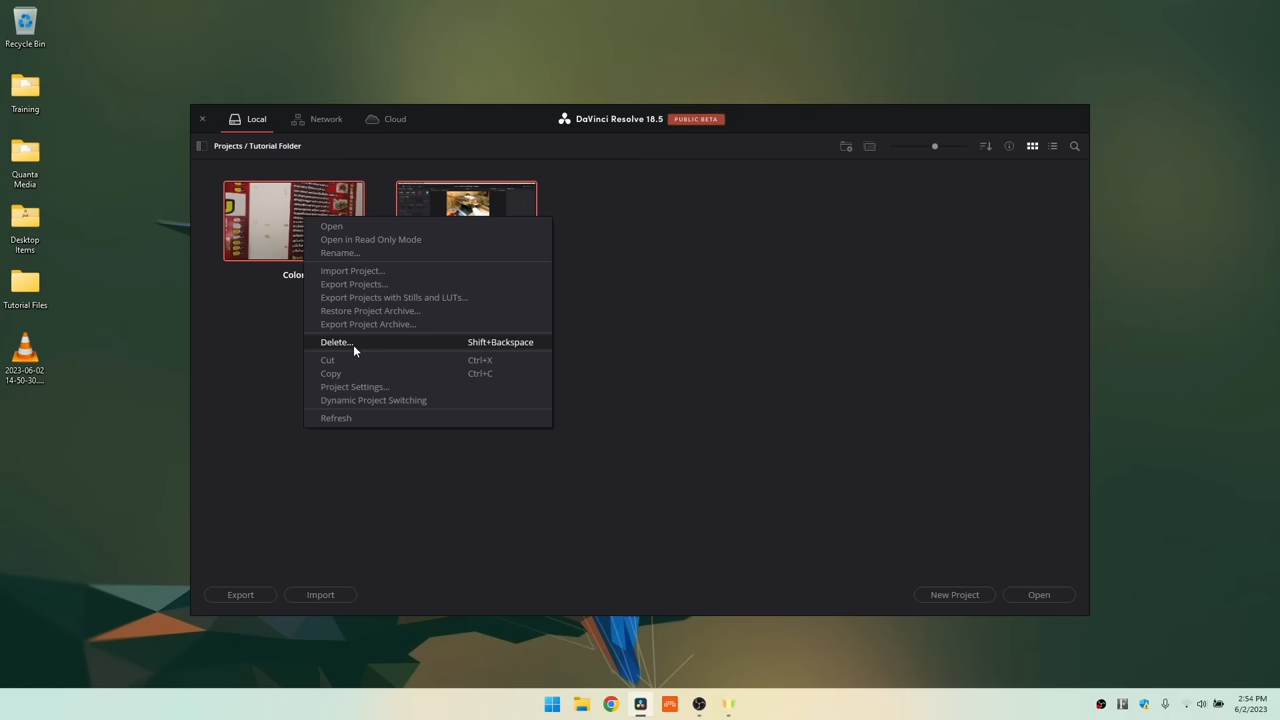 Recycle Bin
Training
Quanta
Media
Desktop
Items
Tutorial Files
2023-06-02
14-50-30....
Local
Network
Cloud
DaVinci Resolve 18.5
PUBLIC BETA
Projects / Tutorial Folder
Color
Open
Open in Read Only Mode
Rename...
Import Project...
Export Projects...
Export Projects with Stills and LUTs...
Restore Project Archive...
Export Project Archive...
Delete... Shift+Backspace
Cut Ctrl+X
Copy Ctrl+C
Project Settings...
Dynamic Project Switching
Refresh
Export
Import
New Project
Open
2:54 PM
6/2/2023